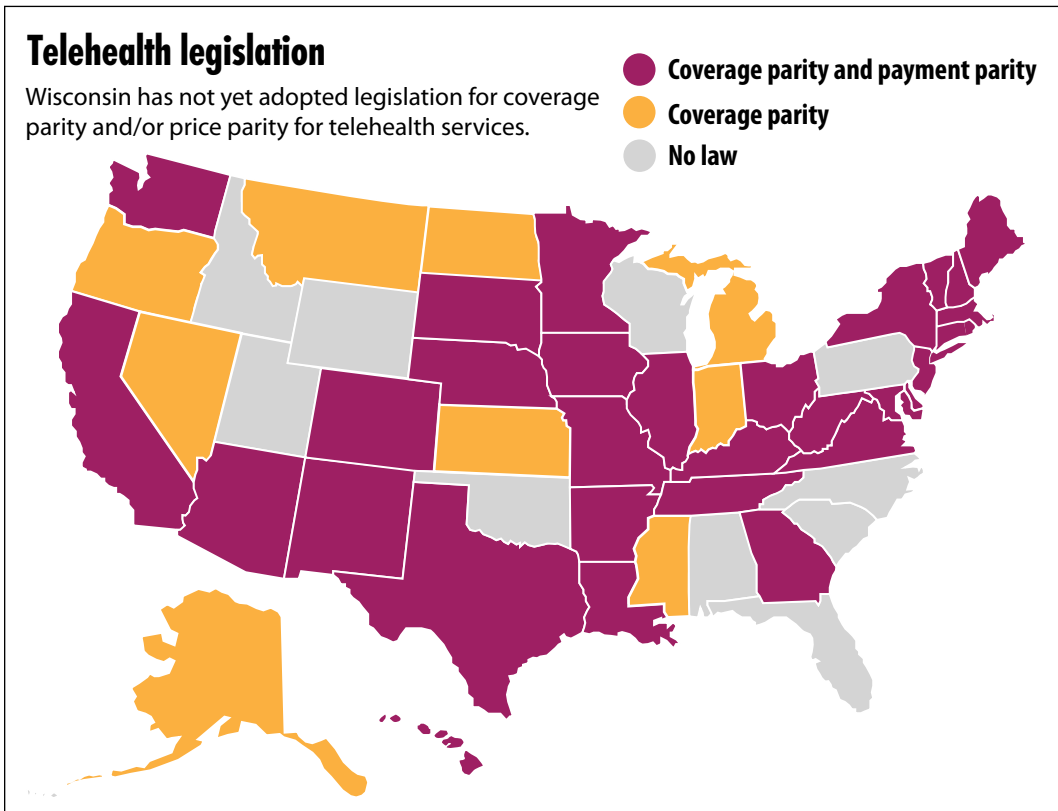 Telehealth legislation
Wisconsin has not yet adopted legislation for coverage
parity and/or price parity for telehealth services.
Coverage parity and payment parity
Coverage parity
No law